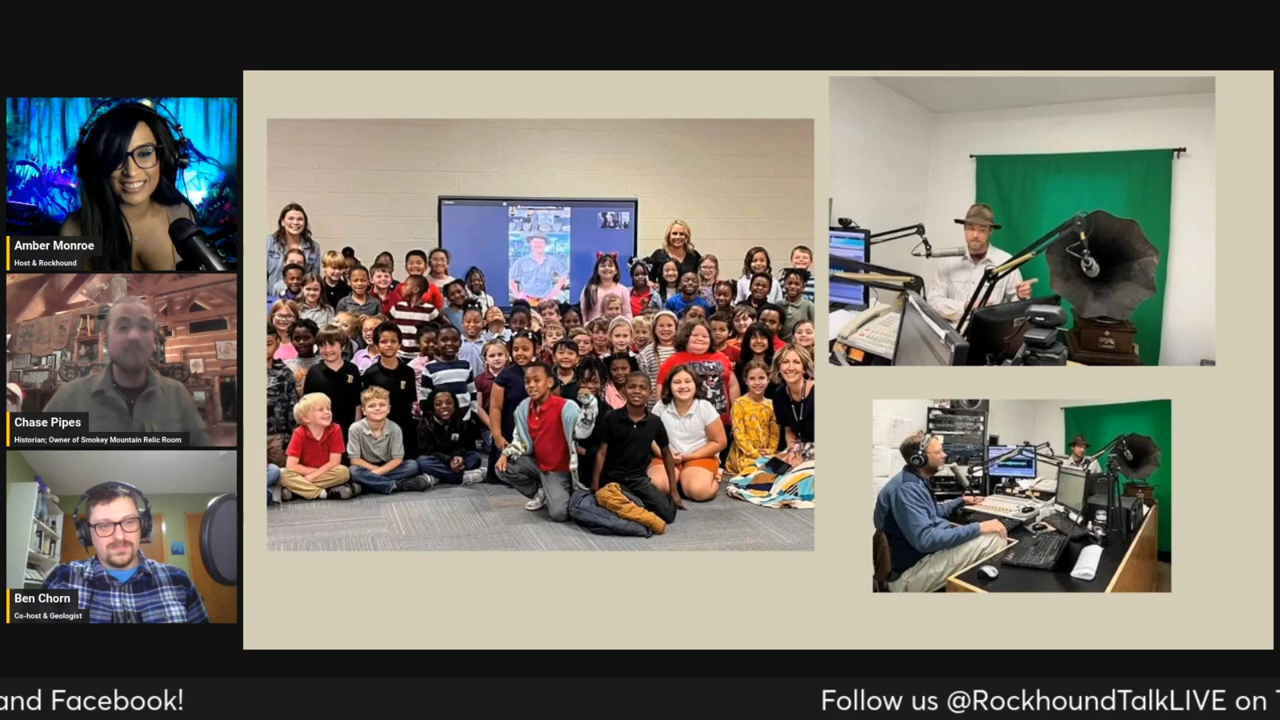 Amber Monroe
Host & Rockhound
Chase Pipes
Historian; Owner of Smokey Mountain Relic Room
Ben Chorn
Co-host & Geologist
and Facebook!
Follow us @RockhoundTalkLIVE on